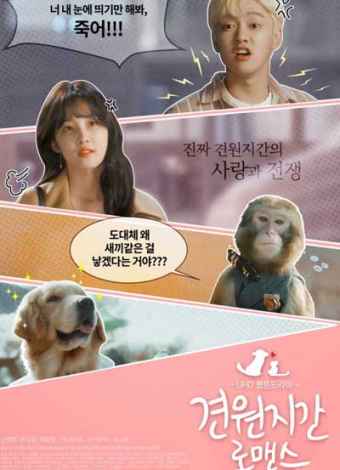 너 내 눈에 띄기만 해봐,
죽어!!!
진짜 견원지간의
사랑과 전쟁
도대체 왜
새끼같은 걸
낳겠다는 거야???
견원지간
로맨스